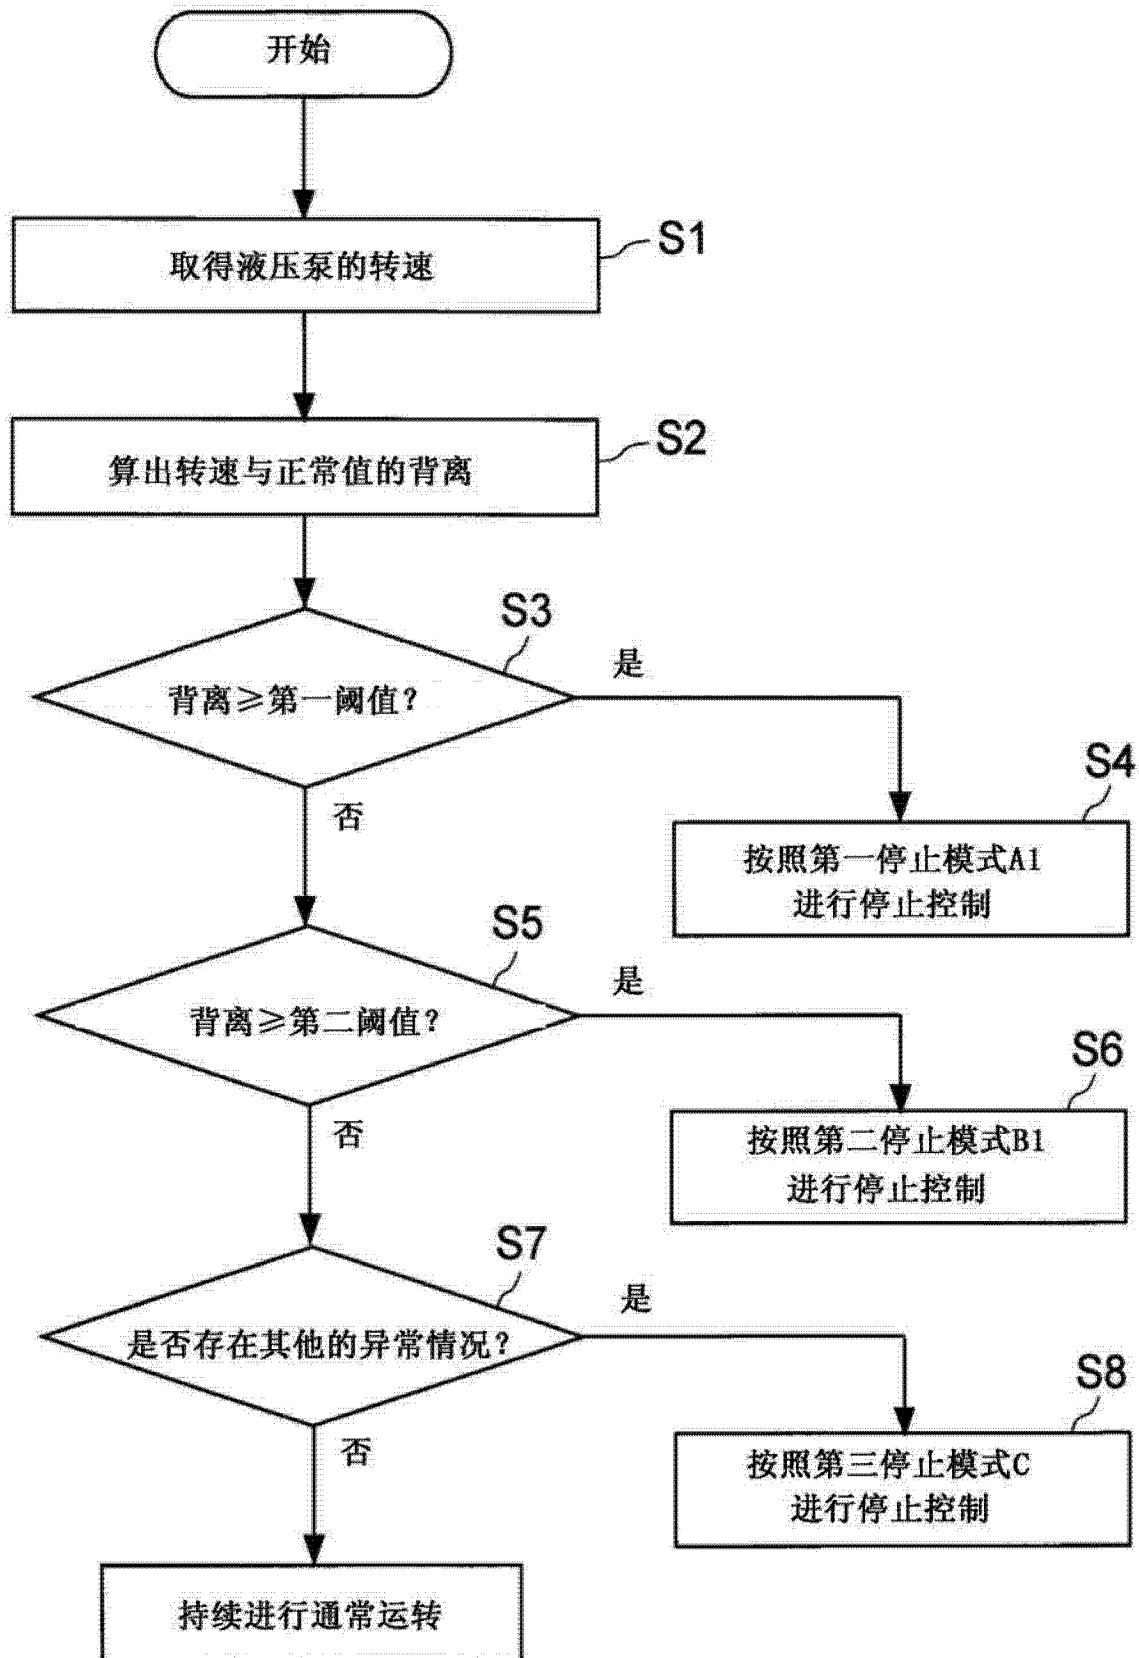 开始
取得液压泵的转速
S1
算出转速与正常值的背离
S2
S3
背离≥第一阈值?
是
否
S4
按照第一停止模式A1
进行停止控制
S5
背离≥第二阈值?
是
否
S6
按照第二停止模式B1
进行停止控制
S7
是否存在其他的异常情况?
是
否
S8
按照第三停止模式C
进行停止控制
持续进行通常运转